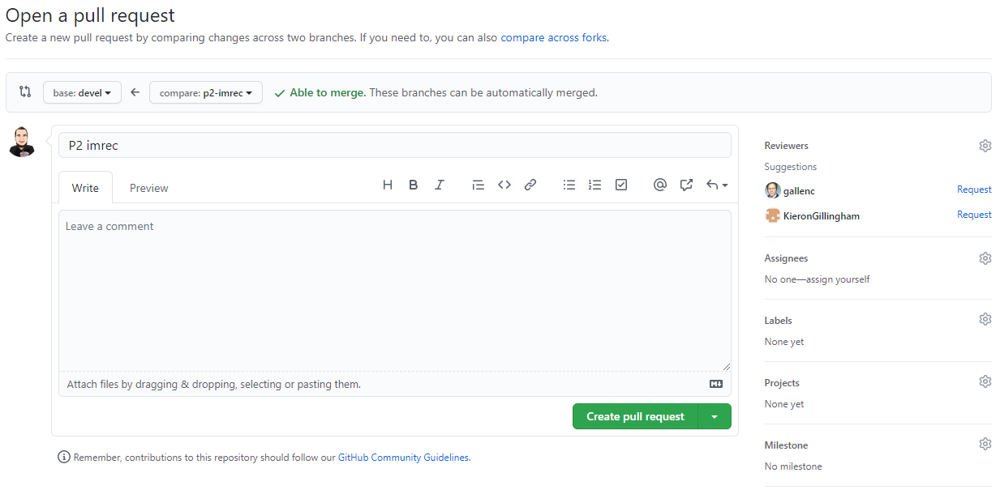 Open a pull request
Create a new pull request by comparing changes across two branches. If you need to, you can also compare across forks.
base: devel
compare: p2-imrec
Able to merge. These branches can be automatically merged.
P2 imrec
Write
Preview
Leave a comment
Attach files by dragging & dropping, selecting or pasting them.
Create pull request
Remember, contributions to this repository should follow our GitHub Community Guidelines.
Reviewers
Suggestions
gallenc Request
KieronGillingham Request
Assignees
No one—assign yourself
Labels
None yet
Projects
None yet
Milestone
No milestone